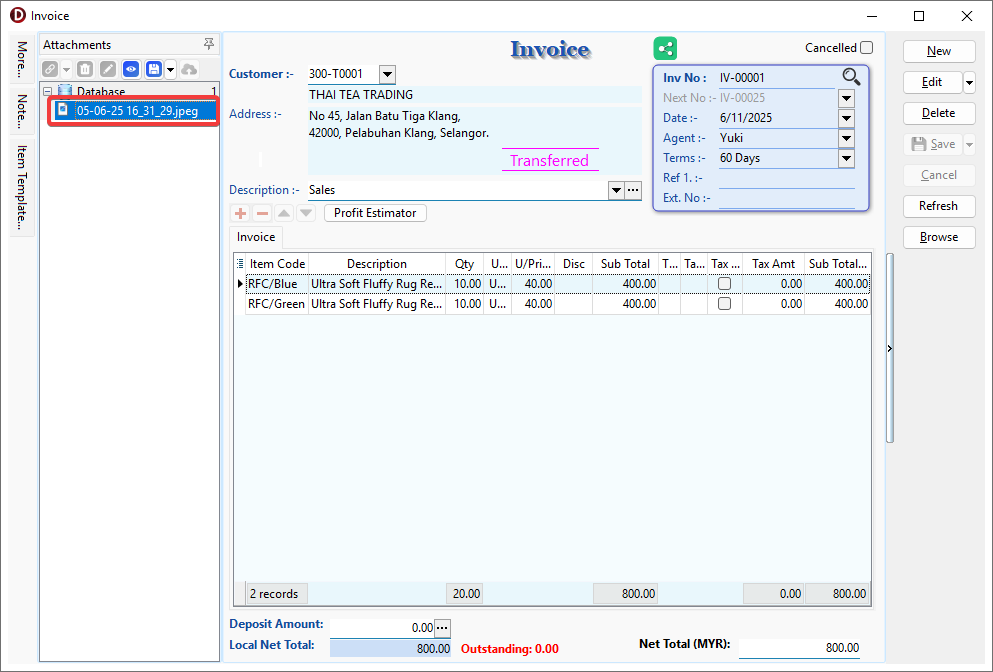 Invoice
More...
Note...
Item Template...
Attachments
Database 1
05-06-25 16_31_29.jpeg
Invoice
Cancelled
Customer :- 300-T0001
THAI TEA TRADING
Address :- No 45, Jalan Batu Tiga Klang,
42000, Pelabuhan Klang, Selangor.
Transferred
Description :- Sales
Inv No : IV-00001
Next No :- IV-00025
Date :- 6/11/2025
Agent :- Yuki
Terms :- 60 Days
Ref 1. :-
Ext. No :-
Profit Estimator
Invoice
Item Code Description Qty U... U/Pri... Disc Sub Total T... Ta... Tax ... Tax Amt Sub Total...
RFC/Blue Ultra Soft Fluffy Rug Re... 10.00 U... 40.00 400.00 0.00 400.00
RFC/Green Ultra Soft Fluffy Rug Re... 10.00 U... 40.00 400.00 0.00 400.00
2 records 20.00 800.00 0.00 800.00
Deposit Amount: 0.00
Local Net Total: 800.00 Outstanding: 0.00
Net Total (MYR): 800.00
New
Edit
Delete
Save
Cancel
Refresh
Browse